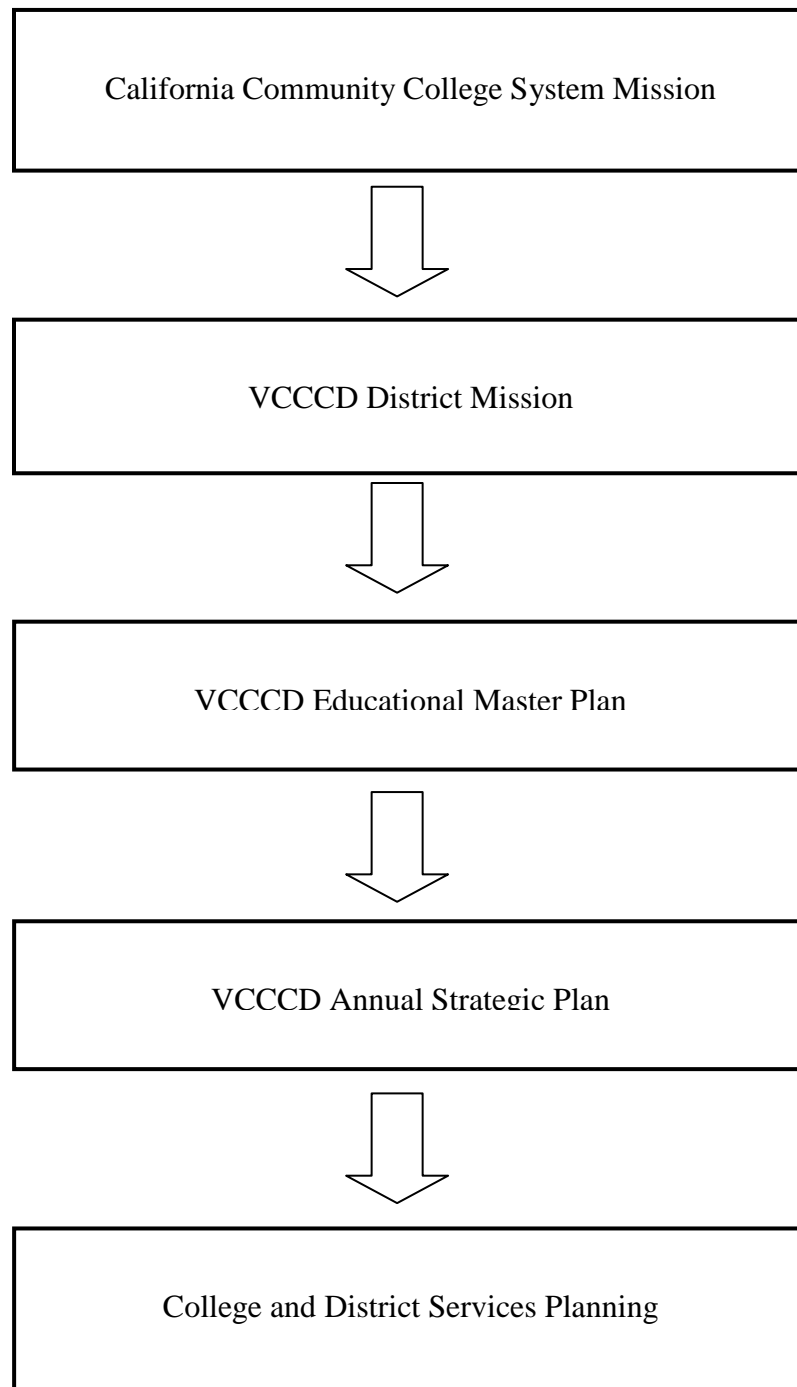 California Community College System Mission
VCCCD District Mission
VCCCD Educational Master Plan
VCCCD Annual Strategic Plan
College and District Services Planning